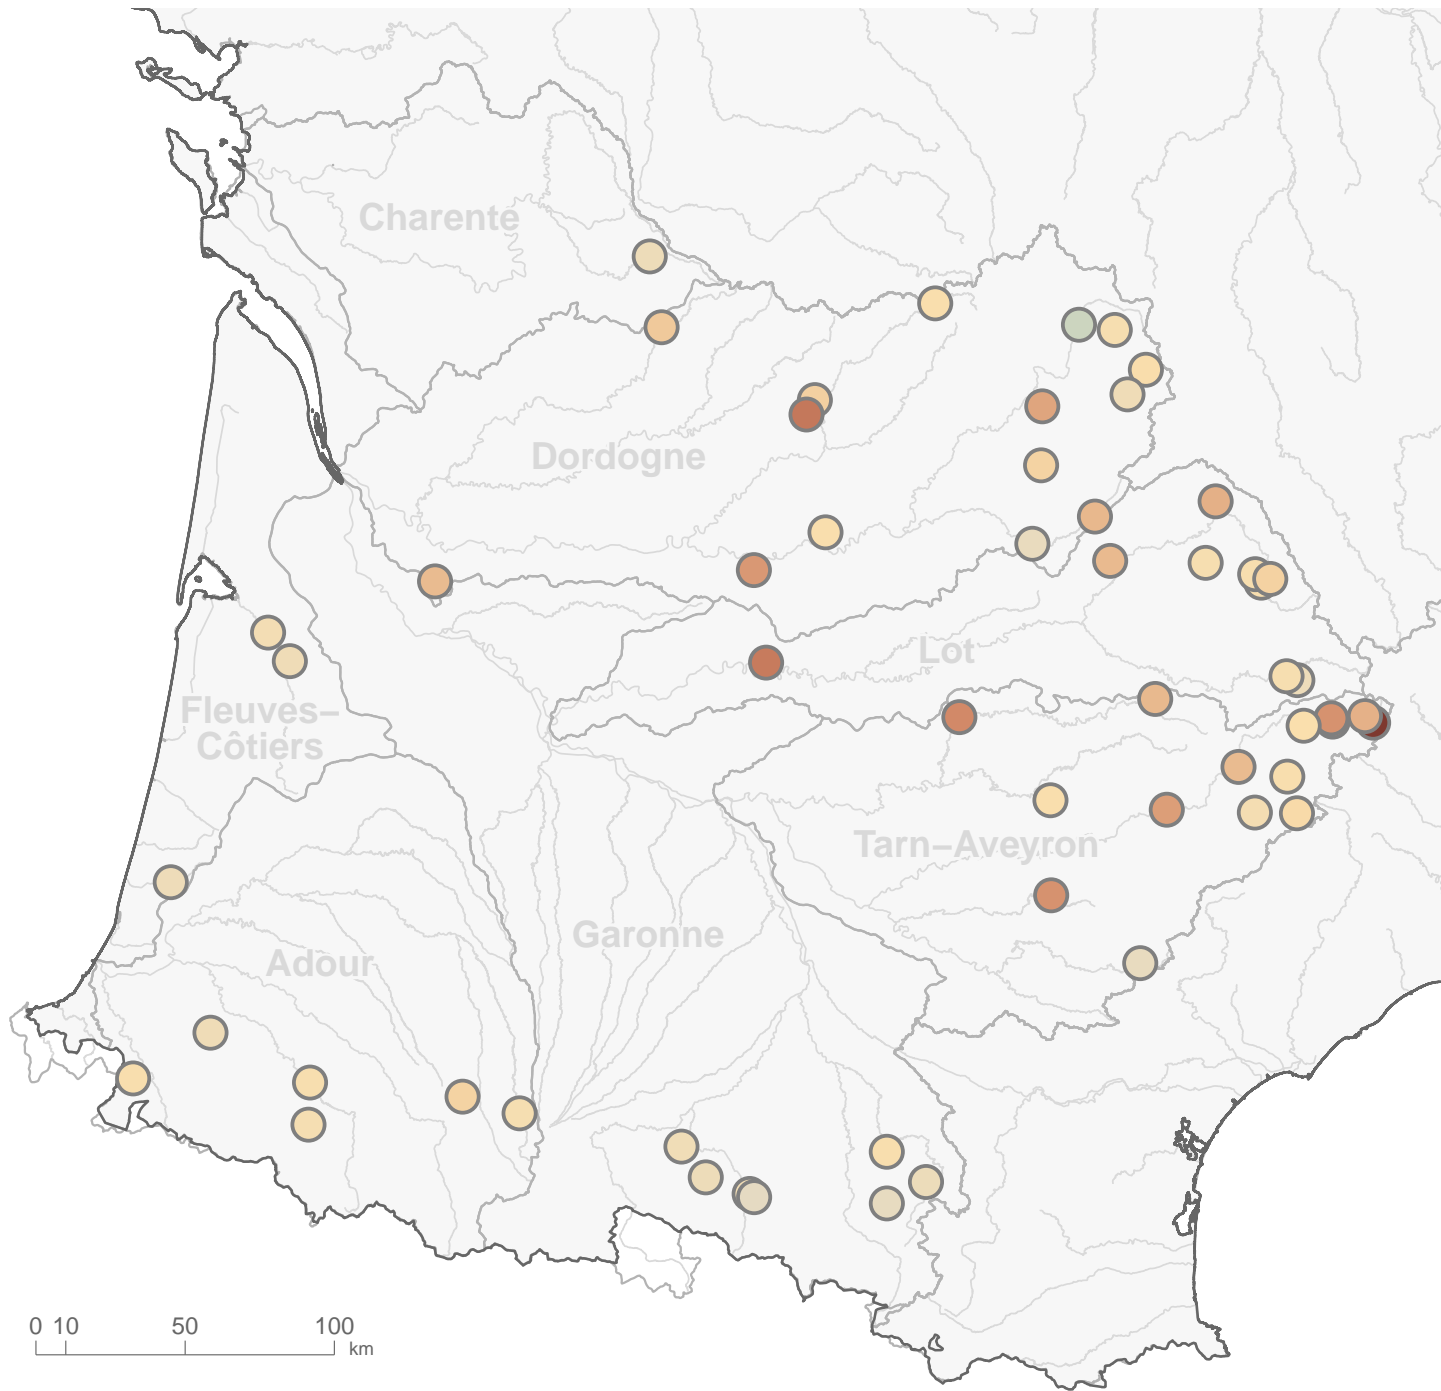 Charente
Dordogne
Lot
Fleuves–
Côtiers
Tarn–Aveyron
Garonne
Adour
0 10 50 100
km